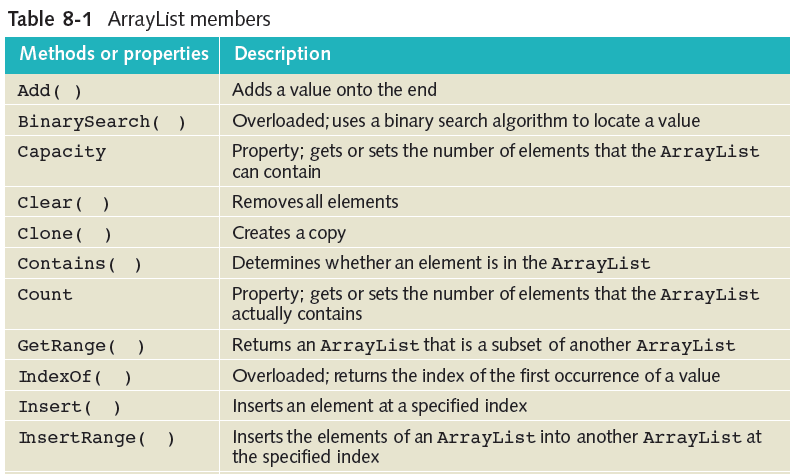 Table 8-1 ArrayList members
Methods or properties Description
Add( ) Adds a value onto the end
BinarySearch( ) Overloaded; uses a binary search algorithm to locate a value
Capacity Property; gets or sets the number of elements that the ArrayList
can contain
Clear( ) Removes all elements
Clone( ) Creates a copy
Contains( ) Determines whether an element is in the ArrayList
Count Property; gets or sets the number of elements that the ArrayList
actually contains
GetRange( ) Returns an ArrayList that is a subset of another ArrayList
IndexOf( ) Overloaded; returns the index of the first occurrence of a value
Insert( ) Inserts an element at a specified index
InsertRange( ) Inserts the elements of an ArrayList into another ArrayList at
the specified index